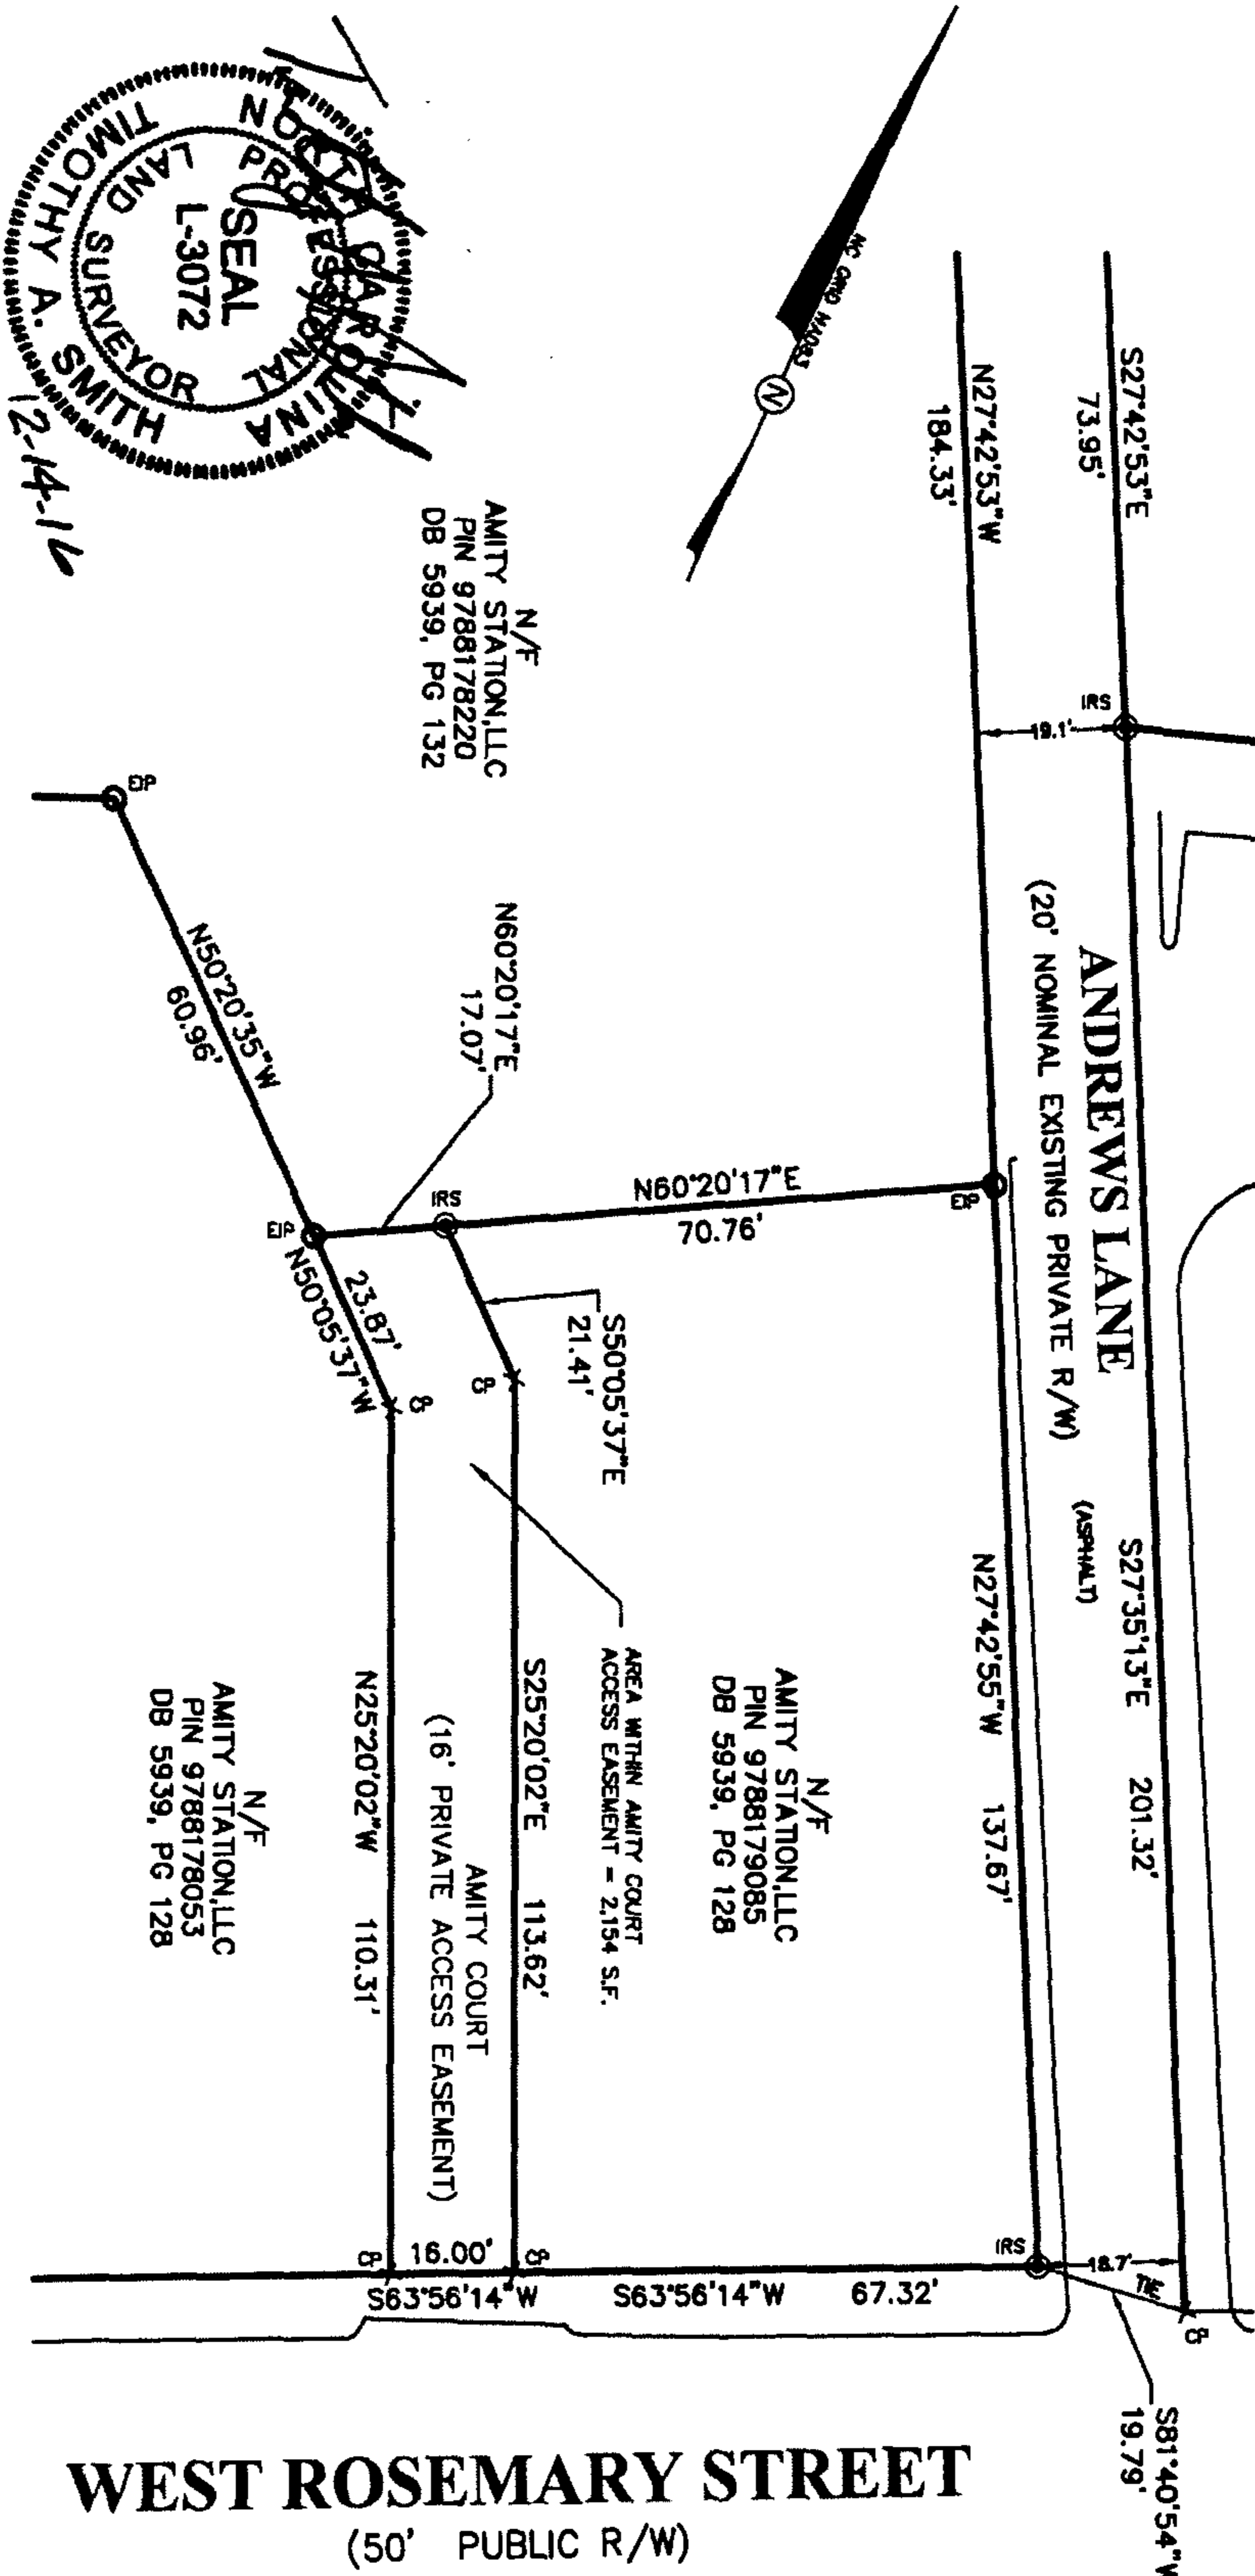 NORTH CAROLINA
PROFESSIONAL
SEAL
L-3072
LAND SURVEYOR
TIMOTHY A. SMITH
12-14-16
NC GRID NAD83
N
S27°42'53"E
73.95'
N27°42'53"W
184.33'
IRS
19.1'
N/F
AMITY STATION,LLC
PIN 9788178220
DB 5939, PG 132
EIP
N50°20'35"W
60.96'
N60°20'17"E
17.07'
ANDREWS LANE
(20' NOMINAL EXISTING PRIVATE R/W)
(ASPHALT)
S27°35'13"E 201.32'
IRS
N60°20'17"E
70.76'
EIP
EIP
23.87'
N50°05'37"W
S50°05'37"E
21.41'
CP
CP
N27°42'55"W 137.67'
N/F
AMITY STATION,LLC
PIN 9788179085
DB 5939, PG 128
AREA WITHIN AMITY COURT
ACCESS EASEMENT = 2,154 S.F.
S25°20'02"E 113.62'
AMITY COURT
(16' PRIVATE ACCESS EASEMENT)
N25°20'02"W 110.31'
N/F
AMITY STATION,LLC
PIN 9788178053
DB 5939, PG 128
CP
16.00'
CP
IRS
18.7'
TIE
S63°56'14"W
S63°56'14"W 67.32'
CP
S81°40'54"W
19.79'
WEST ROSEMARY STREET
(50' PUBLIC R/W)